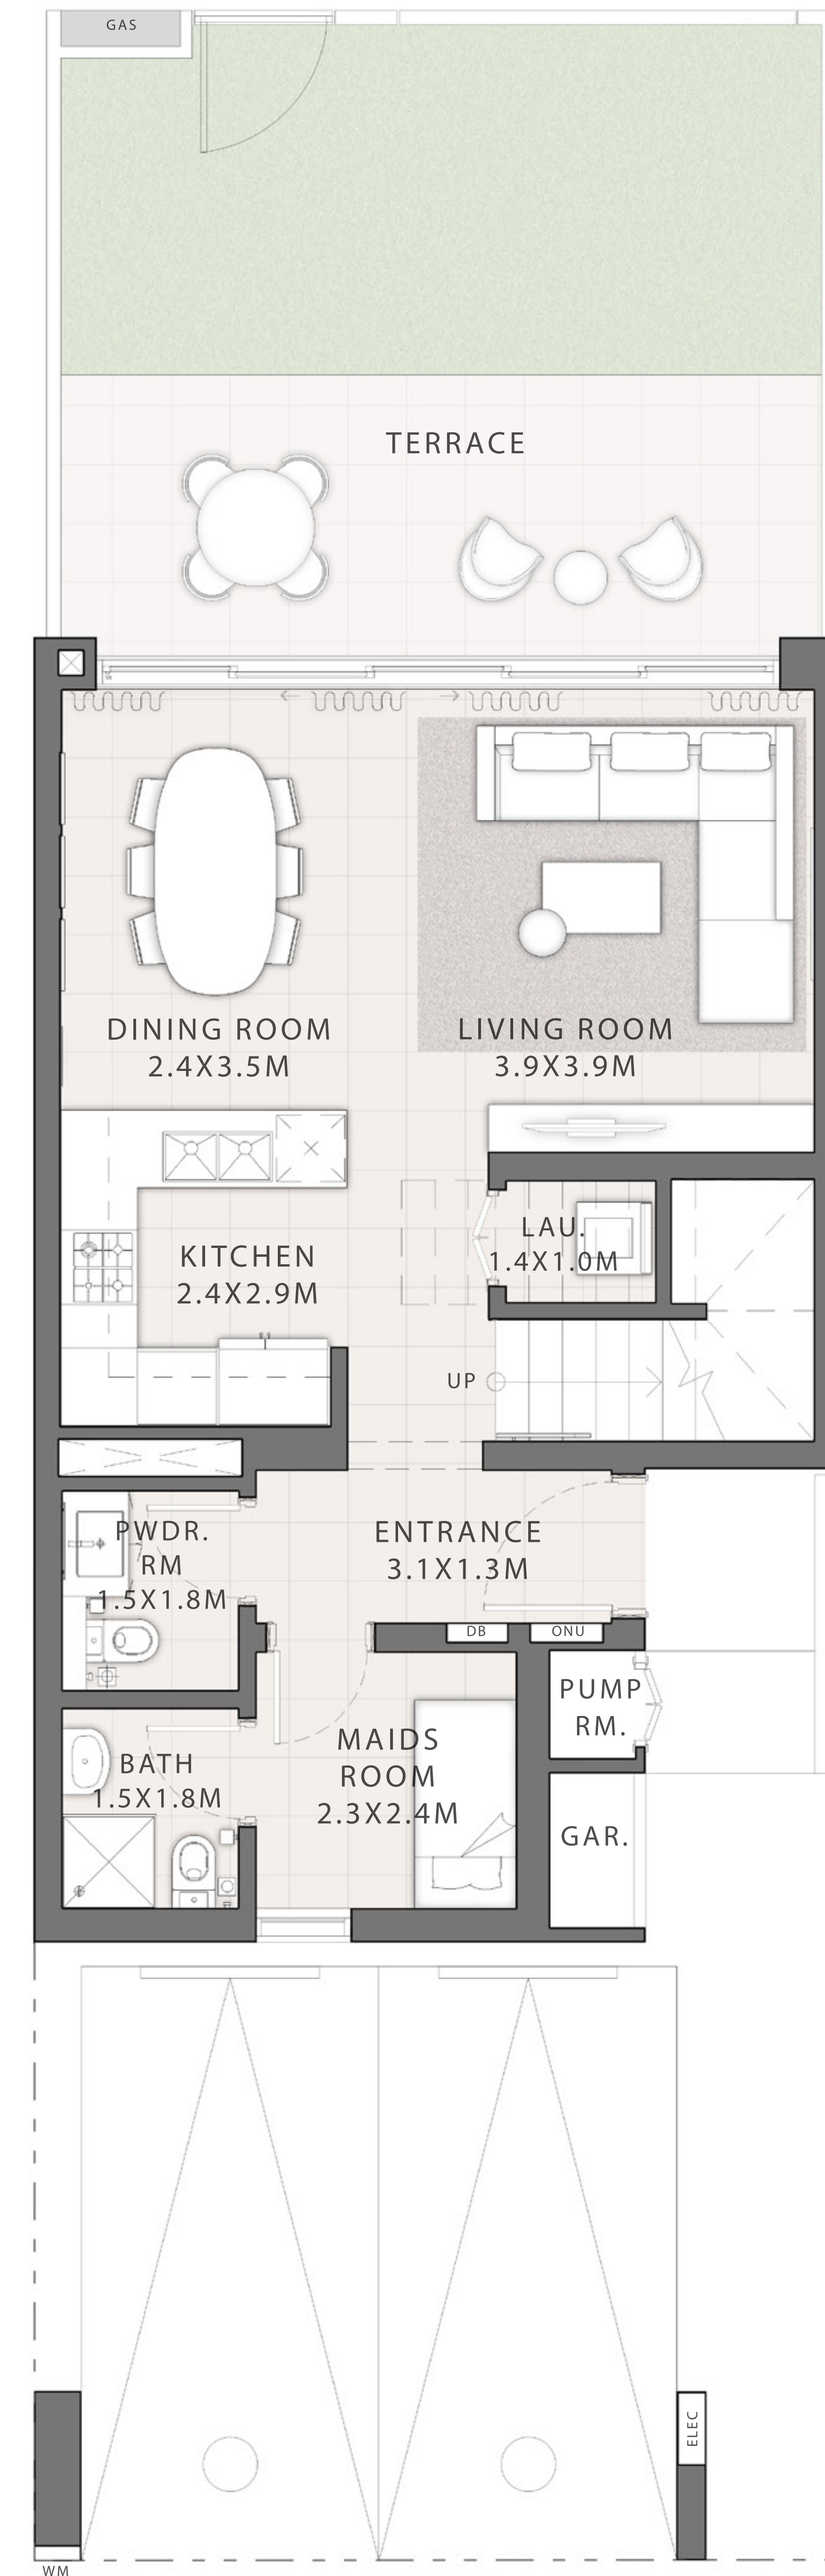 GAS
TERRACE
DINING ROOM
2.4X3.5M
LIVING ROOM
3.9X3.9M
KITCHEN
2.4X2.9M
LAU.
1.4X1.0M
UP
PWDR.
RM
1.5X1.8M
ENTRANCE
3.1X1.3M
DB
ONU
PUMP
RM.
MAIDS
ROOM
2.3X2.4M
BATH
1.5X1.8M
GAR.
ELEC
WM